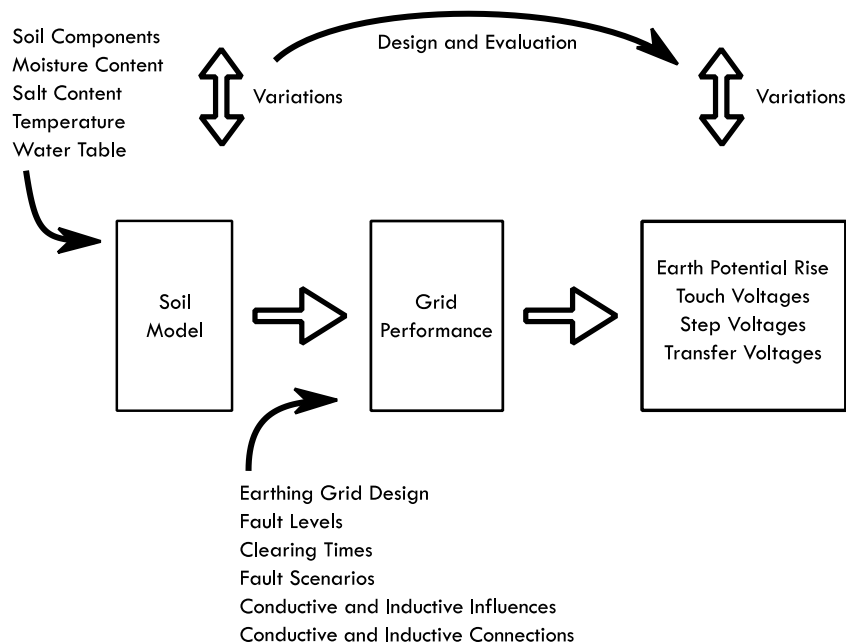 Soil Components
Moisture Content
Salt Content
Temperature
Water Table
Variations
Design and Evaluation
Variations
Soil
Model
Grid
Performance
Earth Potential Rise
Touch Voltages
Step Voltages
Transfer Voltages
Earthing Grid Design
Fault Levels
Clearing Times
Fault Scenarios
Conductive and Inductive Influences
Conductive and Inductive Connections